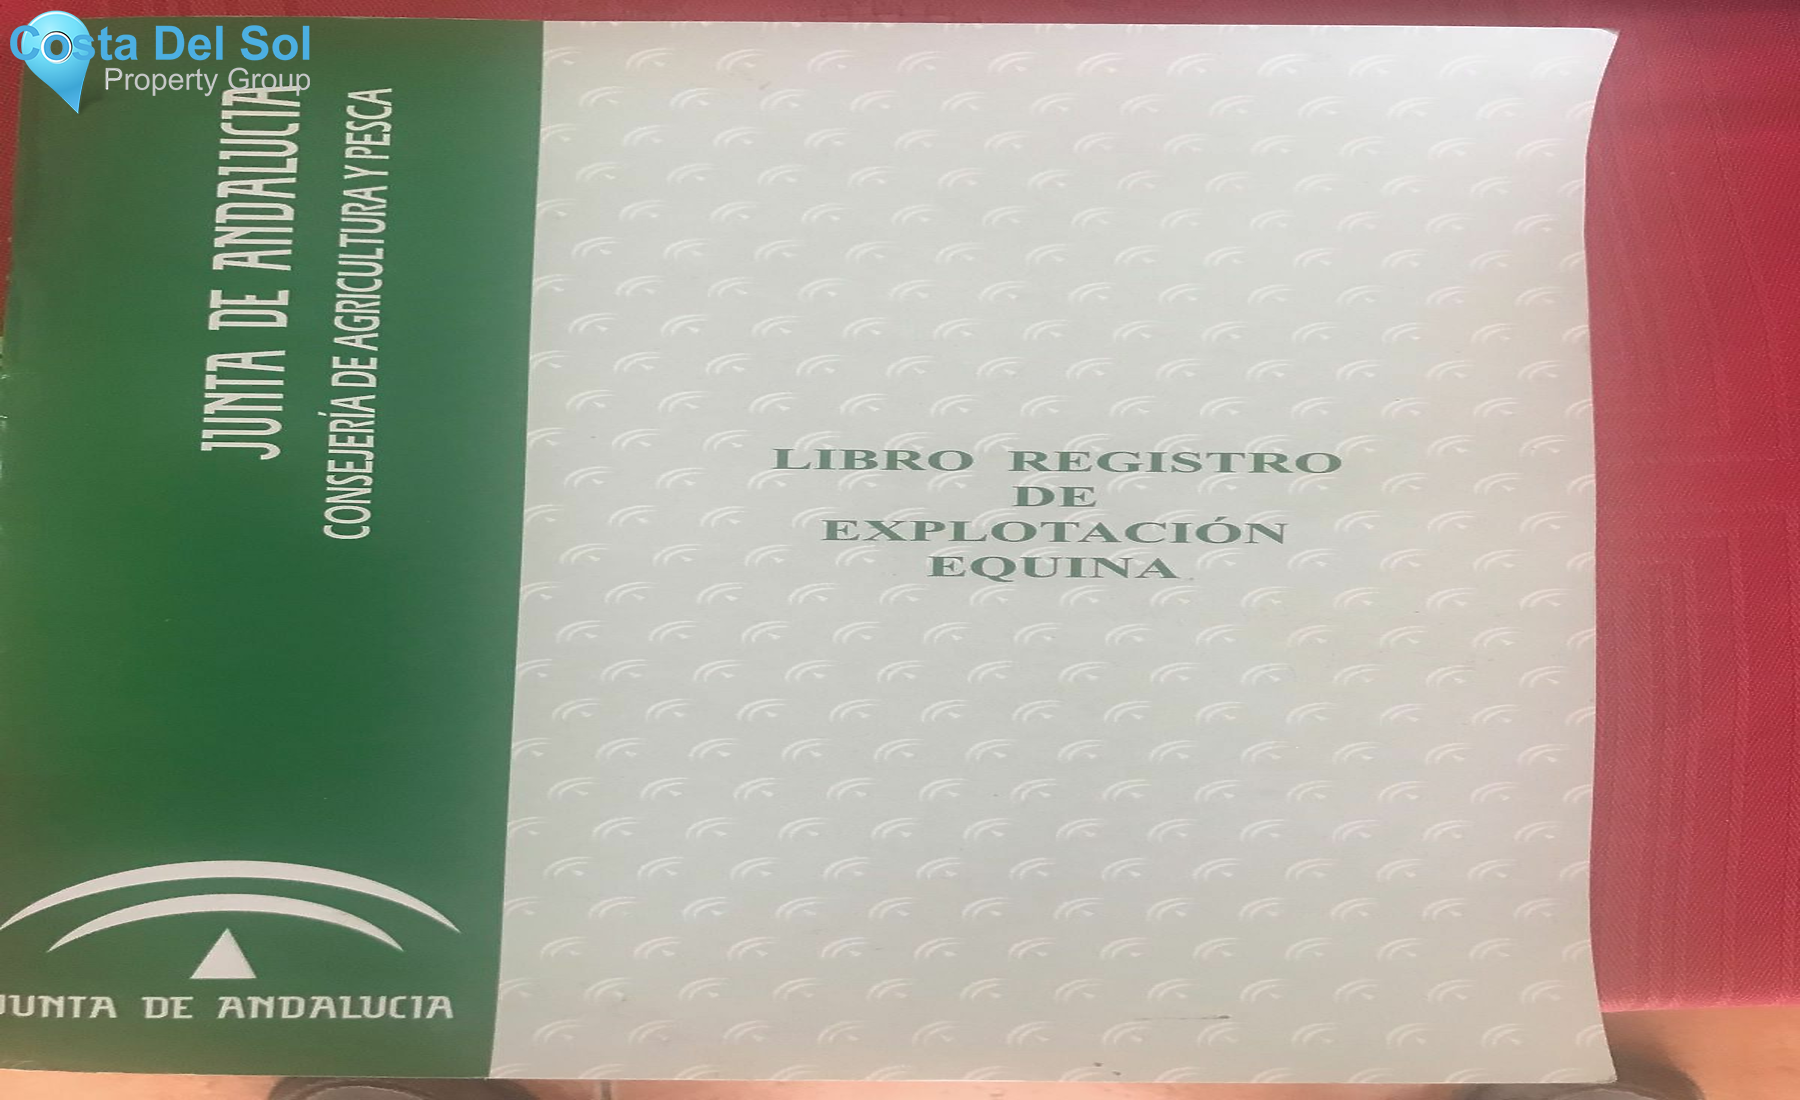 Costa Del Sol
Property Group
JUNTA DE ANDALUCIA
CONSEJERÍA DE AGRICULTURA Y PESCA
LIBRO REGISTRO
DE
EXPLOTACIÓN
EQUINA
JUNTA DE ANDALUCIA